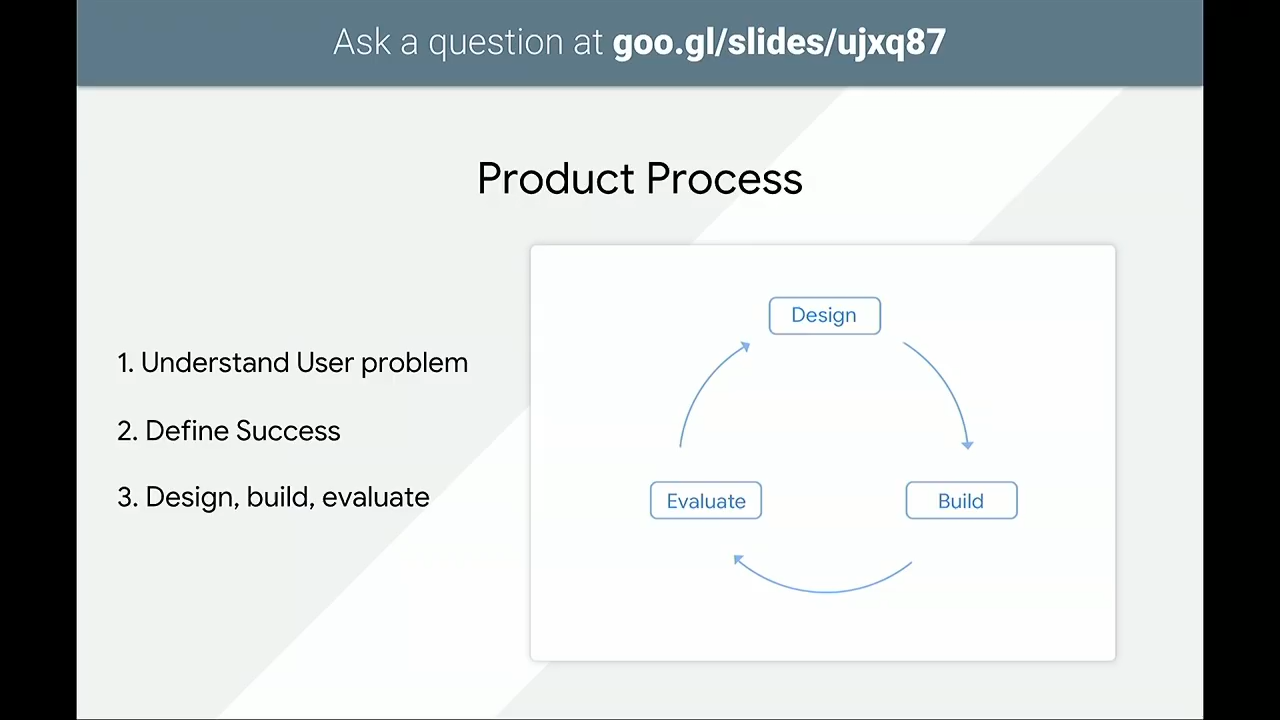 Ask a question at goo.gl/slides/ujxq87
Product Process
1. Understand User problem
2. Define Success
3. Design, build, evaluate
Design
Evaluate
Build